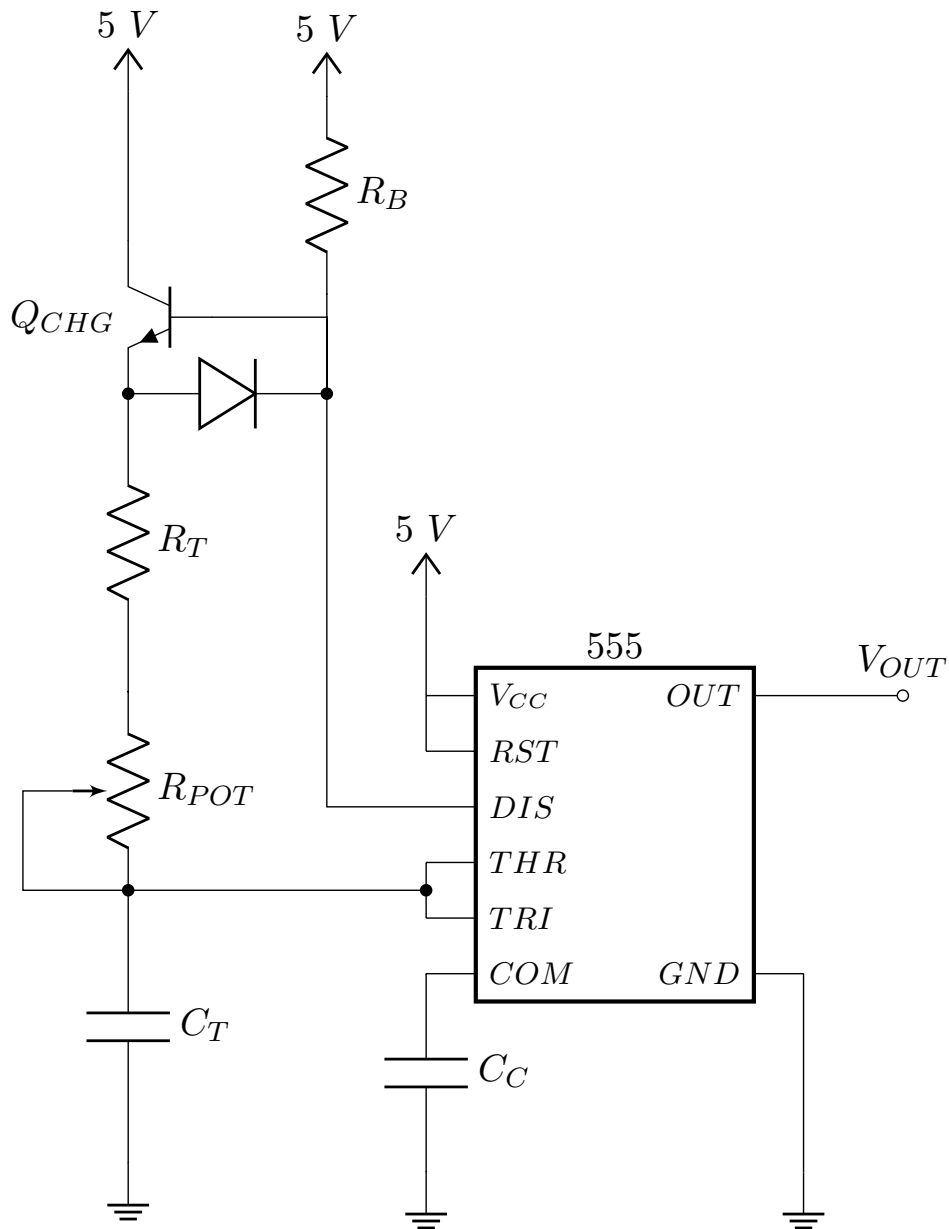 5 V
5 V
R_B
Q_CHG
R_T
5 V
555
V_OUT
V_CC
OUT
RST
R_POT
DIS
THR
TRI
COM
GND
C_T
C_C